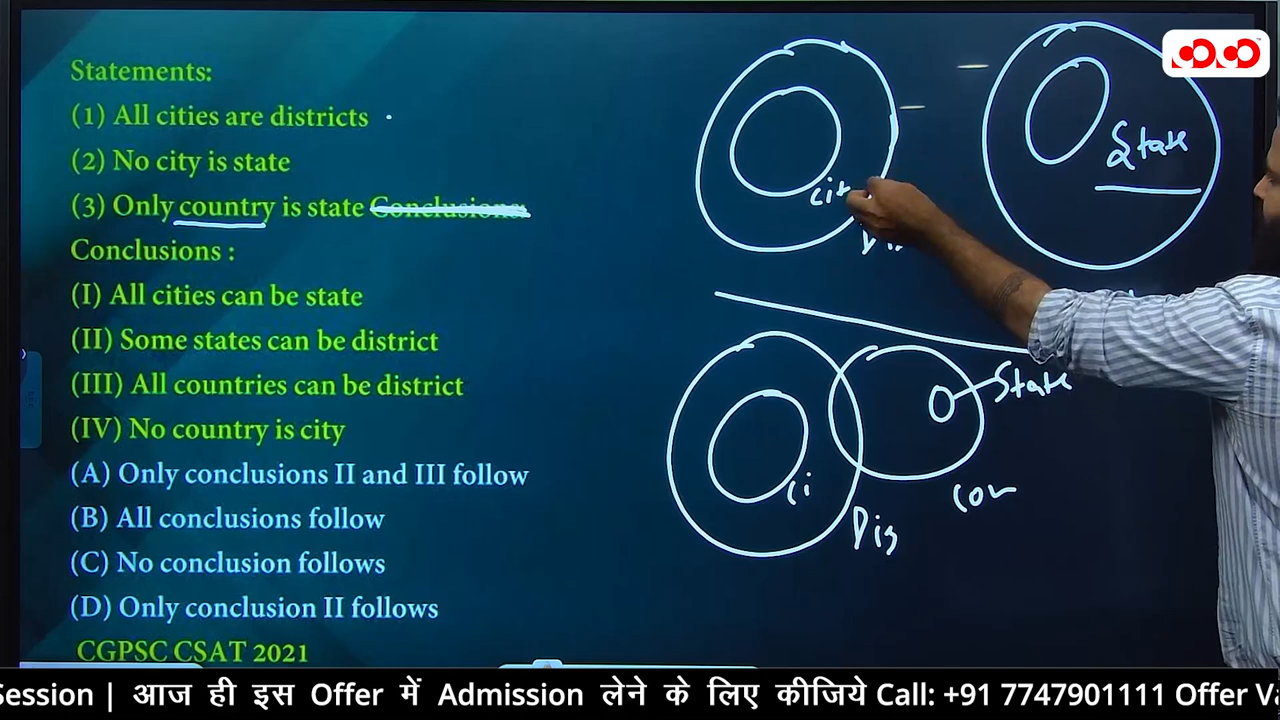 Statements:
(1) All cities are districts
(2) No city is state
(3) Only country is state Conclusions:
Conclusions :
(I) All cities can be state
(II) Some states can be district
(III) All countries can be district
(IV) No country is city
(A) Only conclusions II and III follow
(B) All conclusions follow
(C) No conclusion follows
(D) Only conclusion II follows
CGPSC CSAT 2021
State
State
ci
Dis
con
Session | आज ही इस Offer में Admission लेने के लिए कीजिये Call: +91 7747901111 Offer